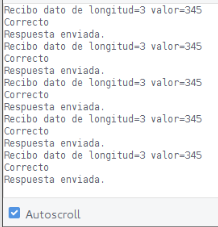 Recibo dato de longitud=3 valor=345
Correcto
Respuesta enviada.
Recibo dato de longitud=3 valor=345
Correcto
Respuesta enviada.
Recibo dato de longitud=3 valor=345
Correcto
Respuesta enviada.
Recibo dato de longitud=3 valor=345
Correcto
Respuesta enviada.
Recibo dato de longitud=3 valor=345
Correcto
Respuesta enviada.
Autoscroll